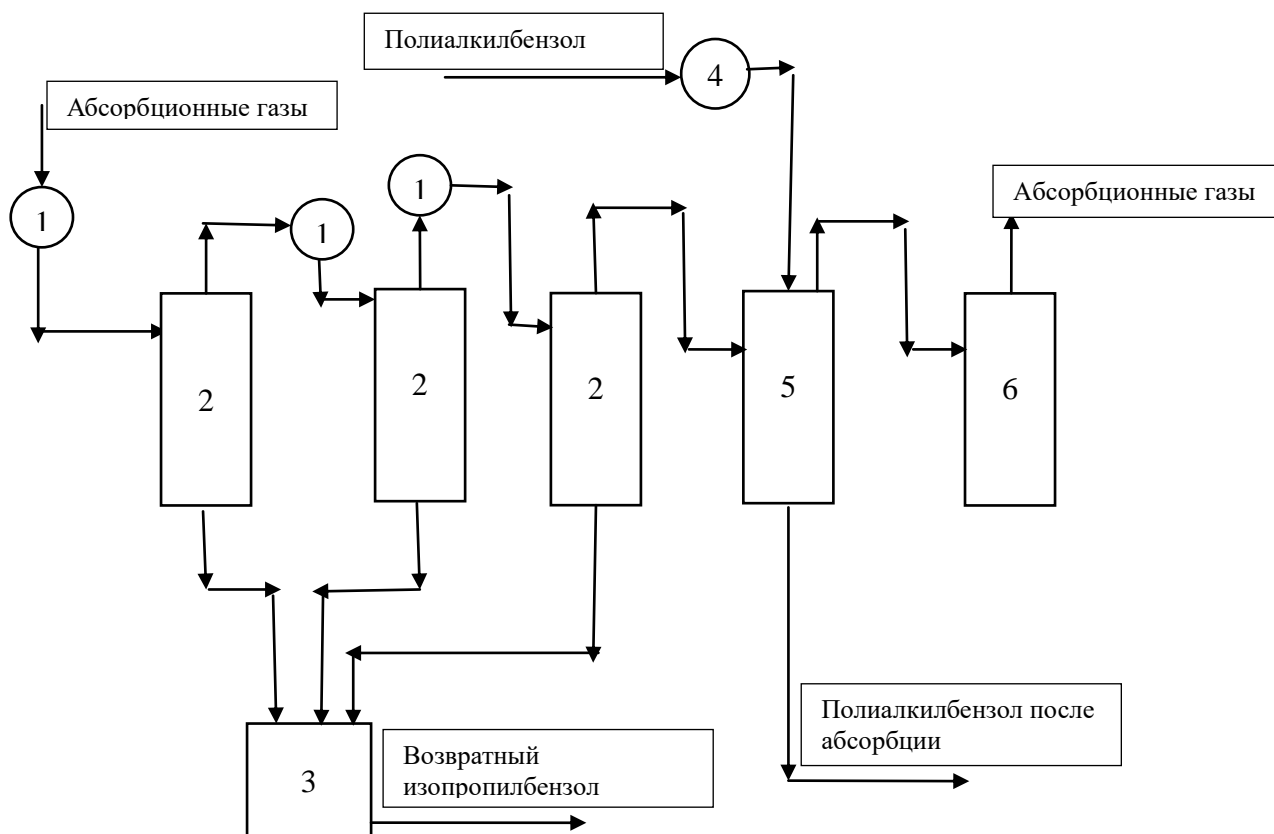 Полиалкилбензол
4
Абсорбционные газы
1
1
1
Абсорбционные газы
2
2
2
5
6
3
Возвратный
изопропилбензол
Полиалкилбензол после
абсорбции